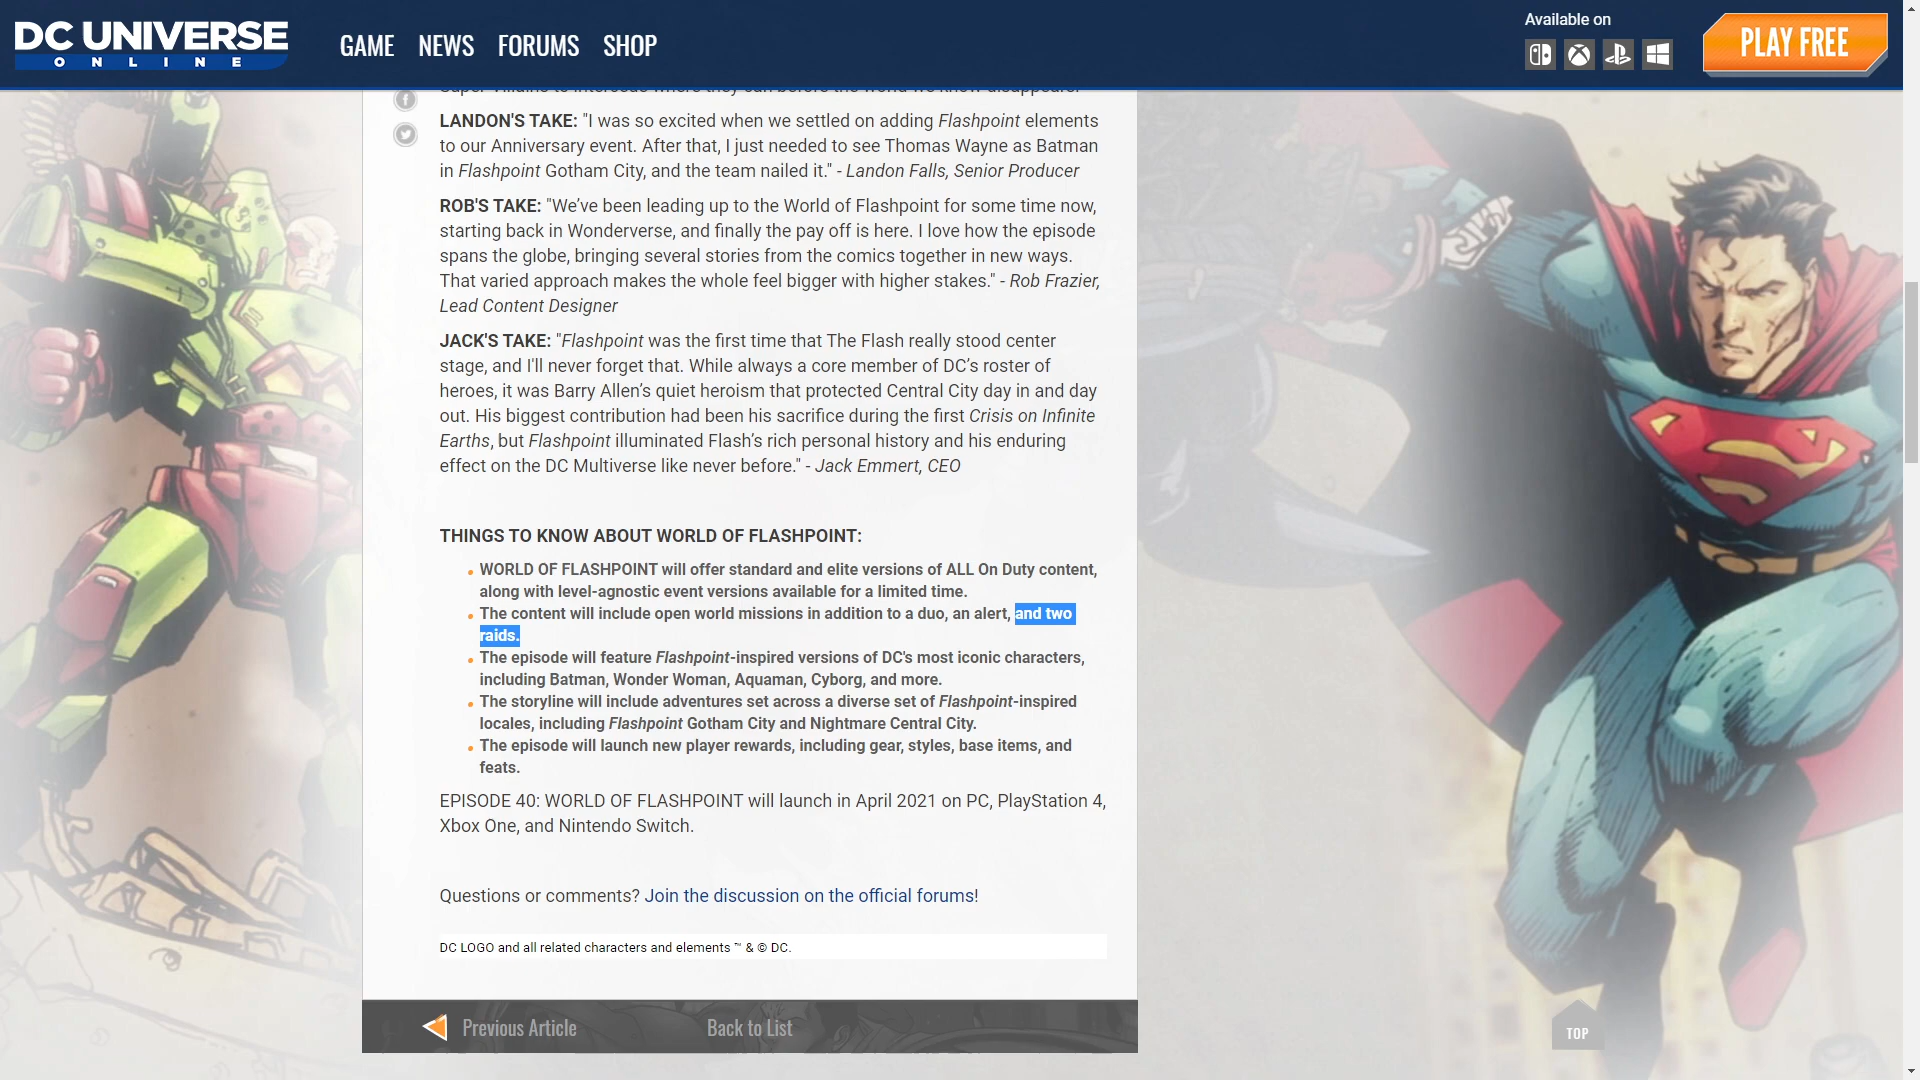 DC UNIVERSE
ONLINE
GAME NEWS FORUMS SHOP
Available on
PLAY FREE
Super-Villains to intercede where they can before the world we know disappears.
LANDON'S TAKE: "I was so excited when we settled on adding Flashpoint elements
to our Anniversary event. After that, I just needed to see Thomas Wayne as Batman
in Flashpoint Gotham City, and the team nailed it." - Landon Falls, Senior Producer
ROB'S TAKE: "We’ve been leading up to the World of Flashpoint for some time now,
starting back in Wonderverse, and finally the pay off is here. I love how the episode
spans the globe, bringing several stories from the comics together in new ways.
That varied approach makes the whole feel bigger with higher stakes." - Rob Frazier,
Lead Content Designer
JACK'S TAKE: "Flashpoint was the first time that The Flash really stood center
stage, and I'll never forget that. While always a core member of DC’s roster of
heroes, it was Barry Allen’s quiet heroism that protected Central City day in and day
out. His biggest contribution had been his sacrifice during the first Crisis on Infinite
Earths, but Flashpoint illuminated Flash’s rich personal history and his enduring
effect on the DC Multiverse like never before." - Jack Emmert, CEO
THINGS TO KNOW ABOUT WORLD OF FLASHPOINT:
WORLD OF FLASHPOINT will offer standard and elite versions of ALL On Duty content,
along with level-agnostic event versions available for a limited time.
The content will include open world missions in addition to a duo, an alert, and two
raids.
The episode will feature Flashpoint-inspired versions of DC's most iconic characters,
including Batman, Wonder Woman, Aquaman, Cyborg, and more.
The storyline will include adventures set across a diverse set of Flashpoint-inspired
locales, including Flashpoint Gotham City and Nightmare Central City.
The episode will launch new player rewards, including gear, styles, base items, and
feats.
EPISODE 40: WORLD OF FLASHPOINT will launch in April 2021 on PC, PlayStation 4,
Xbox One, and Nintendo Switch.
Questions or comments? Join the discussion on the official forums!
DC LOGO and all related characters and elements ™ & © DC.
Previous Article Back to List
TOP